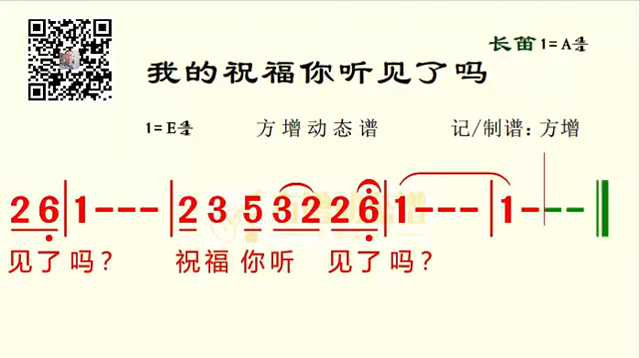 长笛 1=A 4/4
我的祝福你听见了吗
1=E 4/4 方增动态谱 记/制谱：方增
2 6 | 1 - - - | 2 3 5 3 2 2 6 | 1 - - - | 1 - - -
见了吗？ 祝福你听 见了吗？